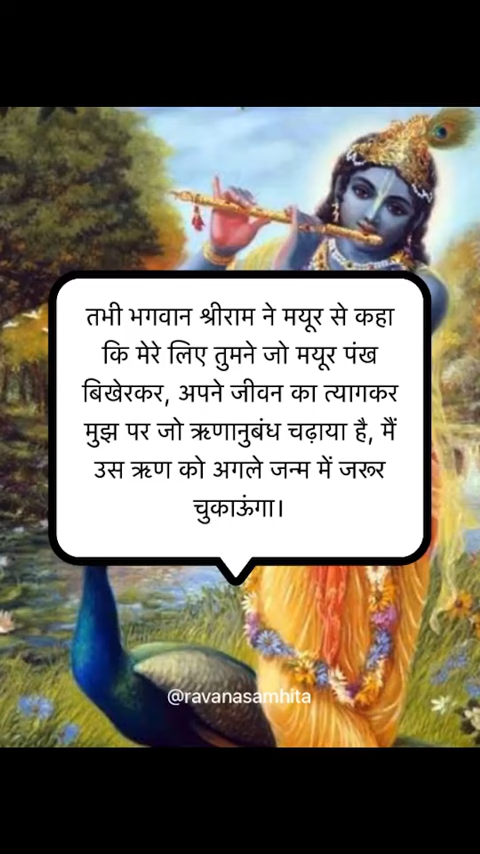 तभी भगवान श्रीराम ने मयूर से कहा
कि मेरे लिए तुमने जो मयूर पंख
बिखेरकर, अपने जीवन का त्यागकर
मुझ पर जो ऋणानुबंध चढ़ाया है, मैं
उस ऋण को अगले जन्म में जरूर
चुकाऊंगा।
@ravanasamhita